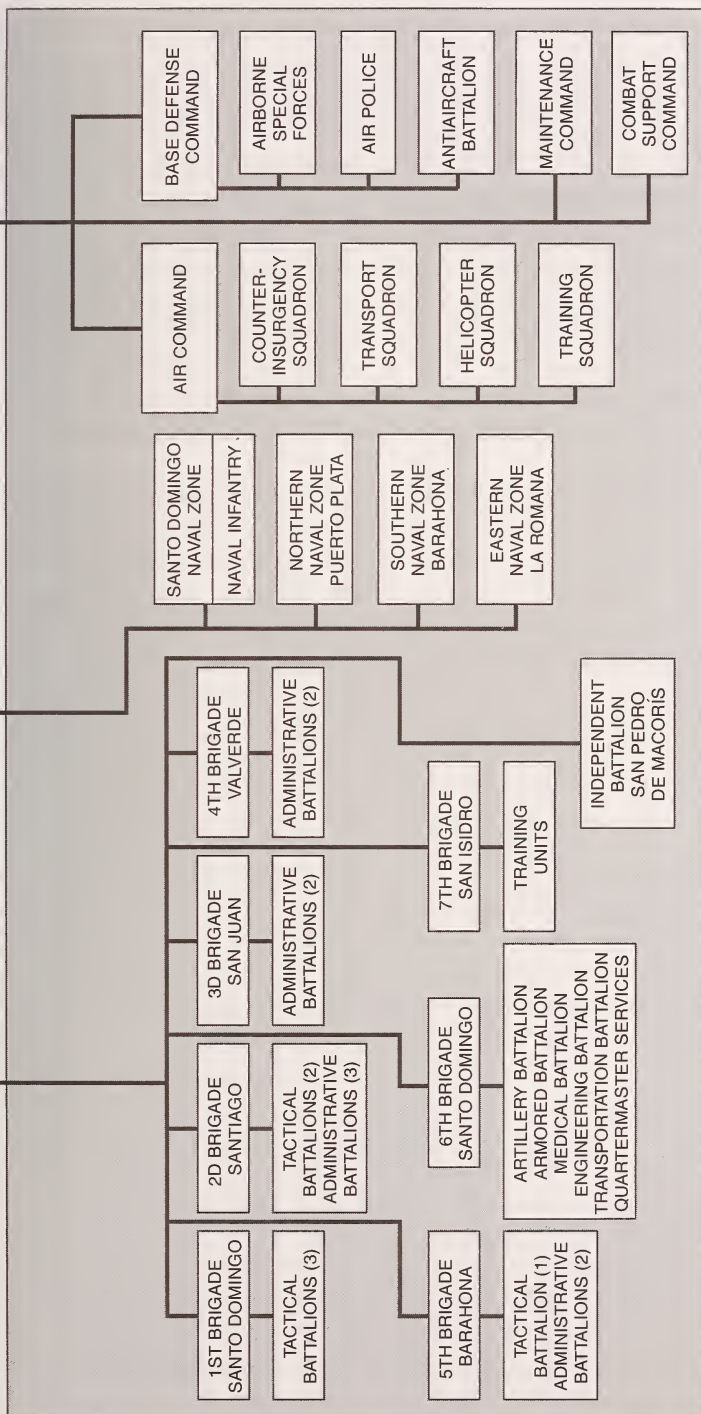 1ST BRIGADE
SANTO DOMINGO
TACTICAL
BATTALIONS (3)
2D BRIGADE
SANTIAGO
TACTICAL
BATTALIONS (2)
ADMINISTRATIVE
BATTALIONS (3)
3D BRIGADE
SAN JUAN
ADMINISTRATIVE
BATTALIONS (2)
4TH BRIGADE
VALVERDE
ADMINISTRATIVE
BATTALIONS (2)
5TH BRIGADE
BARAHONA
TACTICAL
BATTALION (1)
ADMINISTRATIVE
BATTALIONS (2)
6TH BRIGADE
SANTO DOMINGO
ARTILLERY BATTALION
ARMORED BATTALION
MEDICAL BATTALION
ENGINEERING BATTALION
TRANSPORTATION BATTALION
QUARTERMASTER SERVICES
7TH BRIGADE
SAN ISIDRO
TRAINING
UNITS
INDEPENDENT
BATTALION
SAN PEDRO
DE MACORÍS
SANTO DOMINGO
NAVAL ZONE
NAVAL INFANTRY
NORTHERN
NAVAL ZONE
PUERTO PLATA
SOUTHERN
NAVAL ZONE
BARAHONA
EASTERN
NAVAL ZONE
LA ROMANA
AIR COMMAND
COUNTER-
INSURGENCY
SQUADRON
TRANSPORT
SQUADRON
HELICOPTER
SQUADRON
TRAINING
SQUADRON
BASE DEFENSE
COMMAND
AIRBORNE
SPECIAL
FORCES
AIR POLICE
ANTIAIRCRAFT
BATTALION
MAINTENANCE
COMMAND
COMBAT
SUPPORT
COMMAND